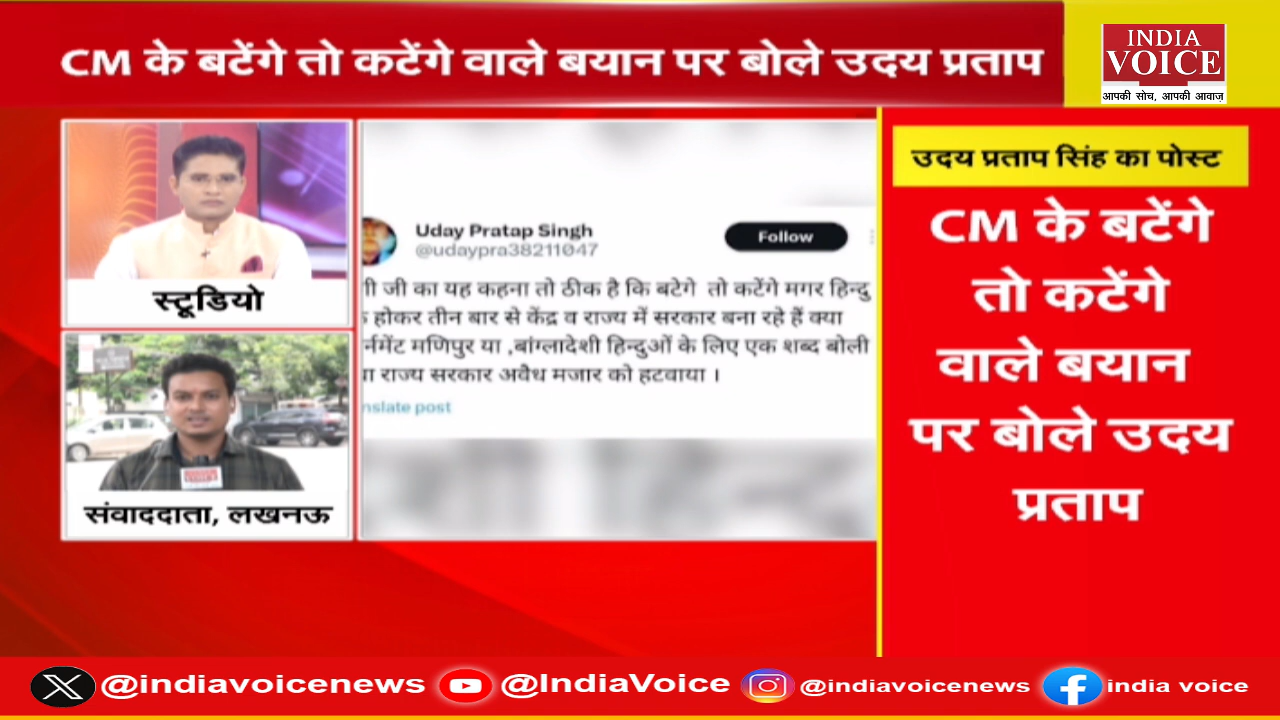 CM के बटेंगे तो कटेंगे वाले बयान पर बोले उदय प्रताप
INDIA
VOICE
आपकी सोच, आपकी आवाज़
स्टूडियो
संवाददाता, लखनऊ
Uday Pratap Singh
@udaypra38211047
Follow
गी जी का यह कहना तो ठीक है कि बटेगे तो कटेंगे मगर हिन्दु
होकर तीन बार से केंद्र व राज्य में सरकार बना रहे हैं क्या
र्नमेंट मणिपुर या ,बांग्लादेशी हिन्दुओं के लिए एक शब्द बोली
राज्य सरकार अवैध मजार को हटवाया ।
nslate post
उदय प्रताप सिंह का पोस्ट
CM के बटेंगे
तो कटेंगे
वाले बयान
पर बोले उदय
प्रताप
@indiavoicenews @IndiaVoice @indiavoicenews india voice